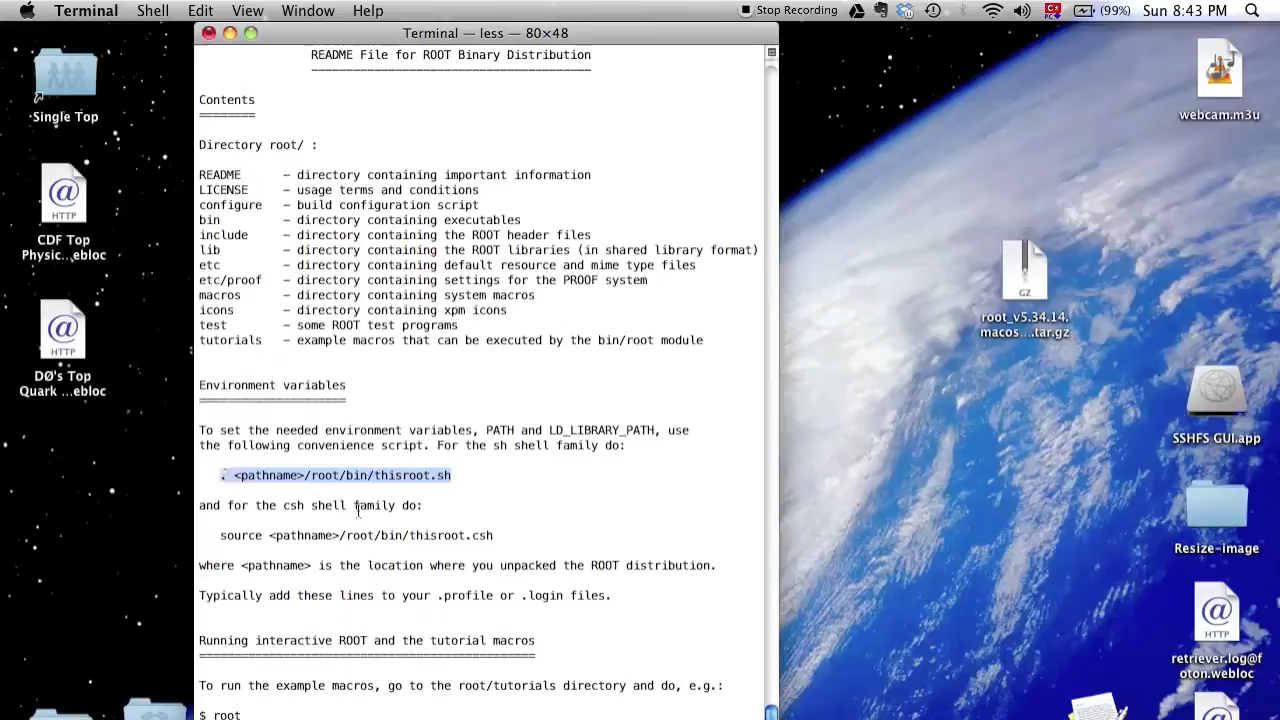 Terminal Shell Edit View Window Help Stop Recording (99%) Sun 8:43 PM
Terminal — less — 80×48
README File for ROOT Binary Distribution
Contents
========
Directory root/ :
README – directory containing important information
LICENSE – usage terms and conditions
configure – build configuration script
bin – directory containing executables
include – directory containing the ROOT header files
lib – directory containing the ROOT libraries (in shared library format)
etc – directory containing default resource and mime type files
etc/proof – directory containing settings for the PROOF system
macros – directory containing system macros
icons – directory containing xpm icons
test – some ROOT test programs
tutorials – example macros that can be executed by the bin/root module
Environment variables
=====================
To set the needed environment variables, PATH and LD_LIBRARY_PATH, use
the following convenience script. For the sh shell family do:
. <pathname>/root/bin/thisroot.sh
and for the csh shell family do:
source <pathname>/root/bin/thisroot.csh
where <pathname> is the location where you unpacked the ROOT distribution.
Typically add these lines to your .profile or .login files.
Running interactive ROOT and the tutorial macros
================================================
To run the example macros, go to the root/tutorials directory and do, e.g.:
$ root
Single Top
HTTP
CDF Top
Physic...ebloc
HTTP
DØ's Top
Quark ...ebloc
webcam.m3u
GZ
root_v5.34.14.
macos ....tar.gz
SSHFS GUI.app
Resize-image
HTTP
retriever.log@f
oton.webloc